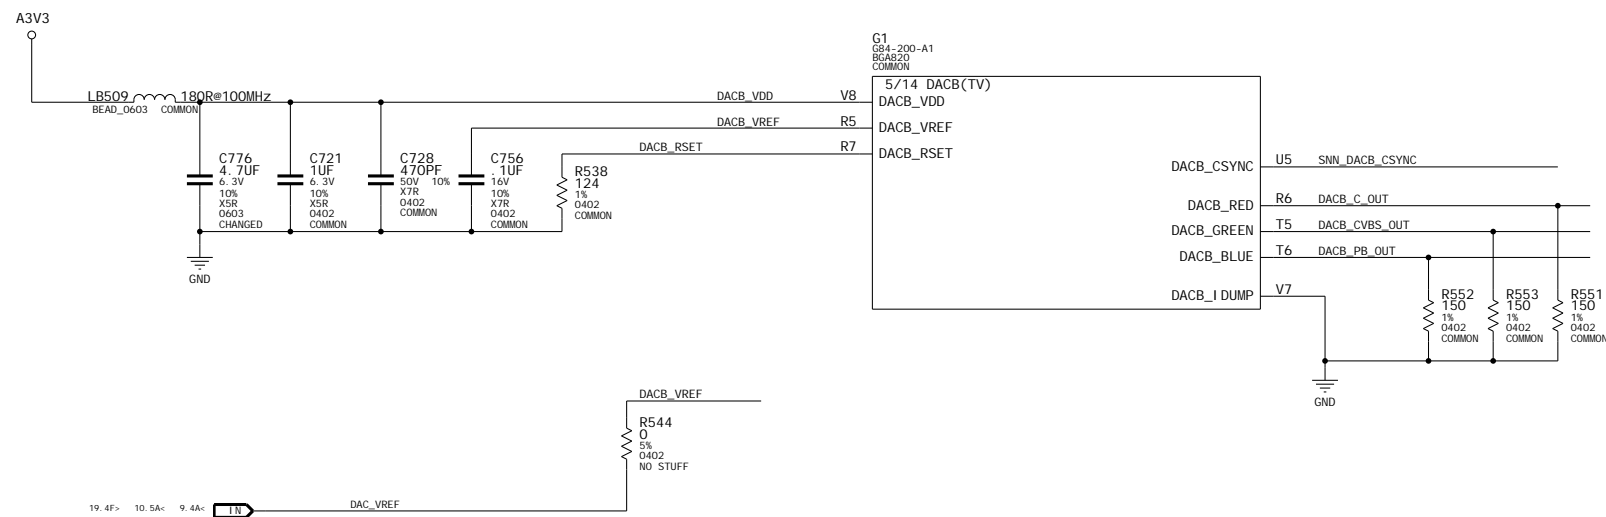 A3V3
LB509 180R@100MHz
BEAD_0603 COMMON
C776
4.7UF
6.3V
10%
X5R
0603
CHANGED
C721
1UF
6.3V
10%
X5R
0402
COMMON
C728
470PF
50V 10%
X7R
0402
COMMON
C756
.1UF
16V
10%
X7R
0402
COMMON
R538
124
1%
0402
COMMON
GND
DACB_VDD V8
DACB_VREF R5
DACB_RSET R7
G1
G84-200-A1
BGA820
COMMON
5/14 DACB(TV)
DACB_VDD
DACB_VREF
DACB_RSET
DACB_CSYNC U5 SNN_DACB_CSYNC
DACB_RED R6 DACB_C_OUT
DACB_GREEN T5 DACB_CVBS_OUT
DACB_BLUE T6 DACB_PB_OUT
DACB_IDUMP V7
R552
150
1%
0402
COMMON
R553
150
1%
0402
COMMON
R551
150
1%
0402
COMMON
GND
DACB_VREF
R544
0
5%
0402
NO STUFF
19.4F> 10.5A< 9.4A< IN DAC_VREF